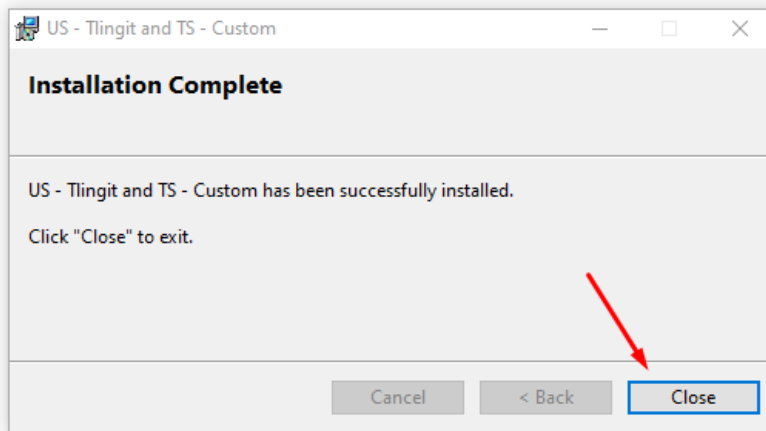 US - Tlingit and TS - Custom
Installation Complete
US - Tlingit and TS - Custom has been successfully installed.
Click "Close" to exit.
Cancel
< Back
Close